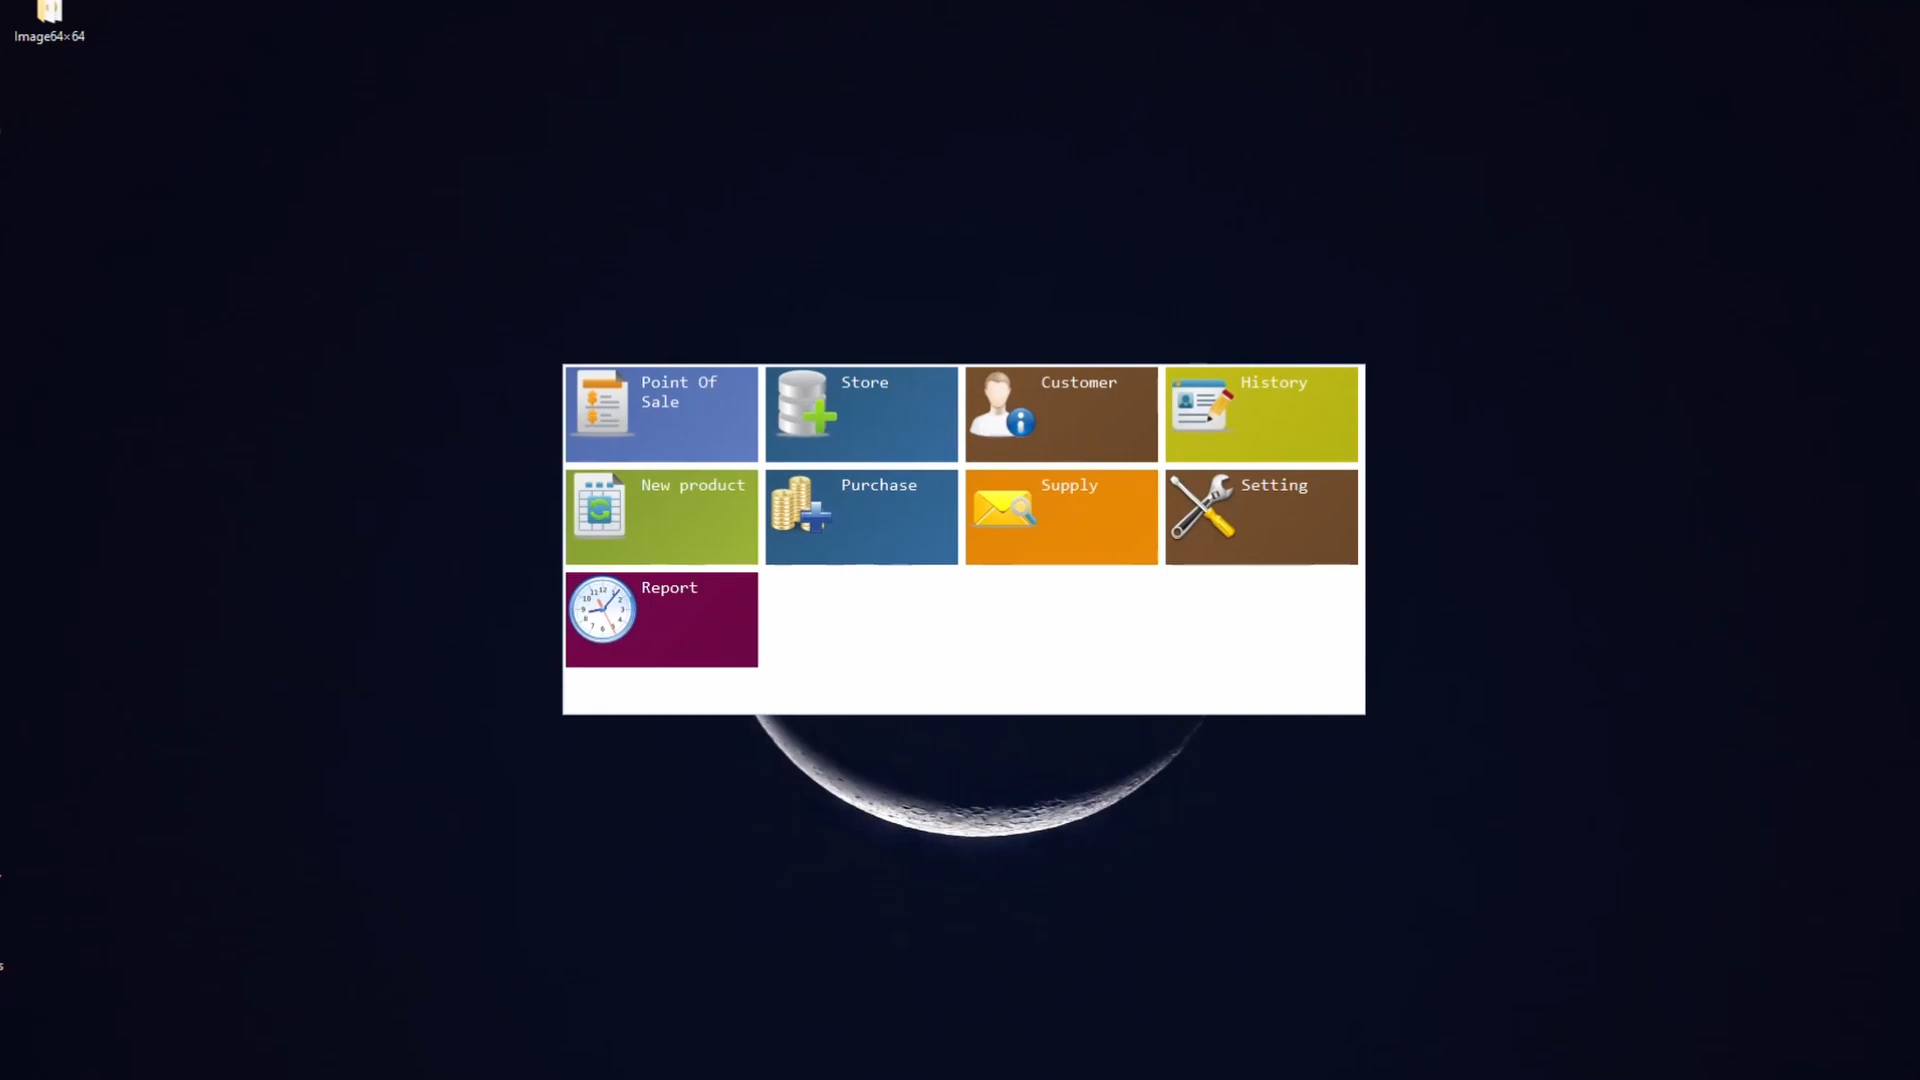 Image64×64
Point Of
Sale
Store
Customer
History
New product
Purchase
Supply
Setting
Report